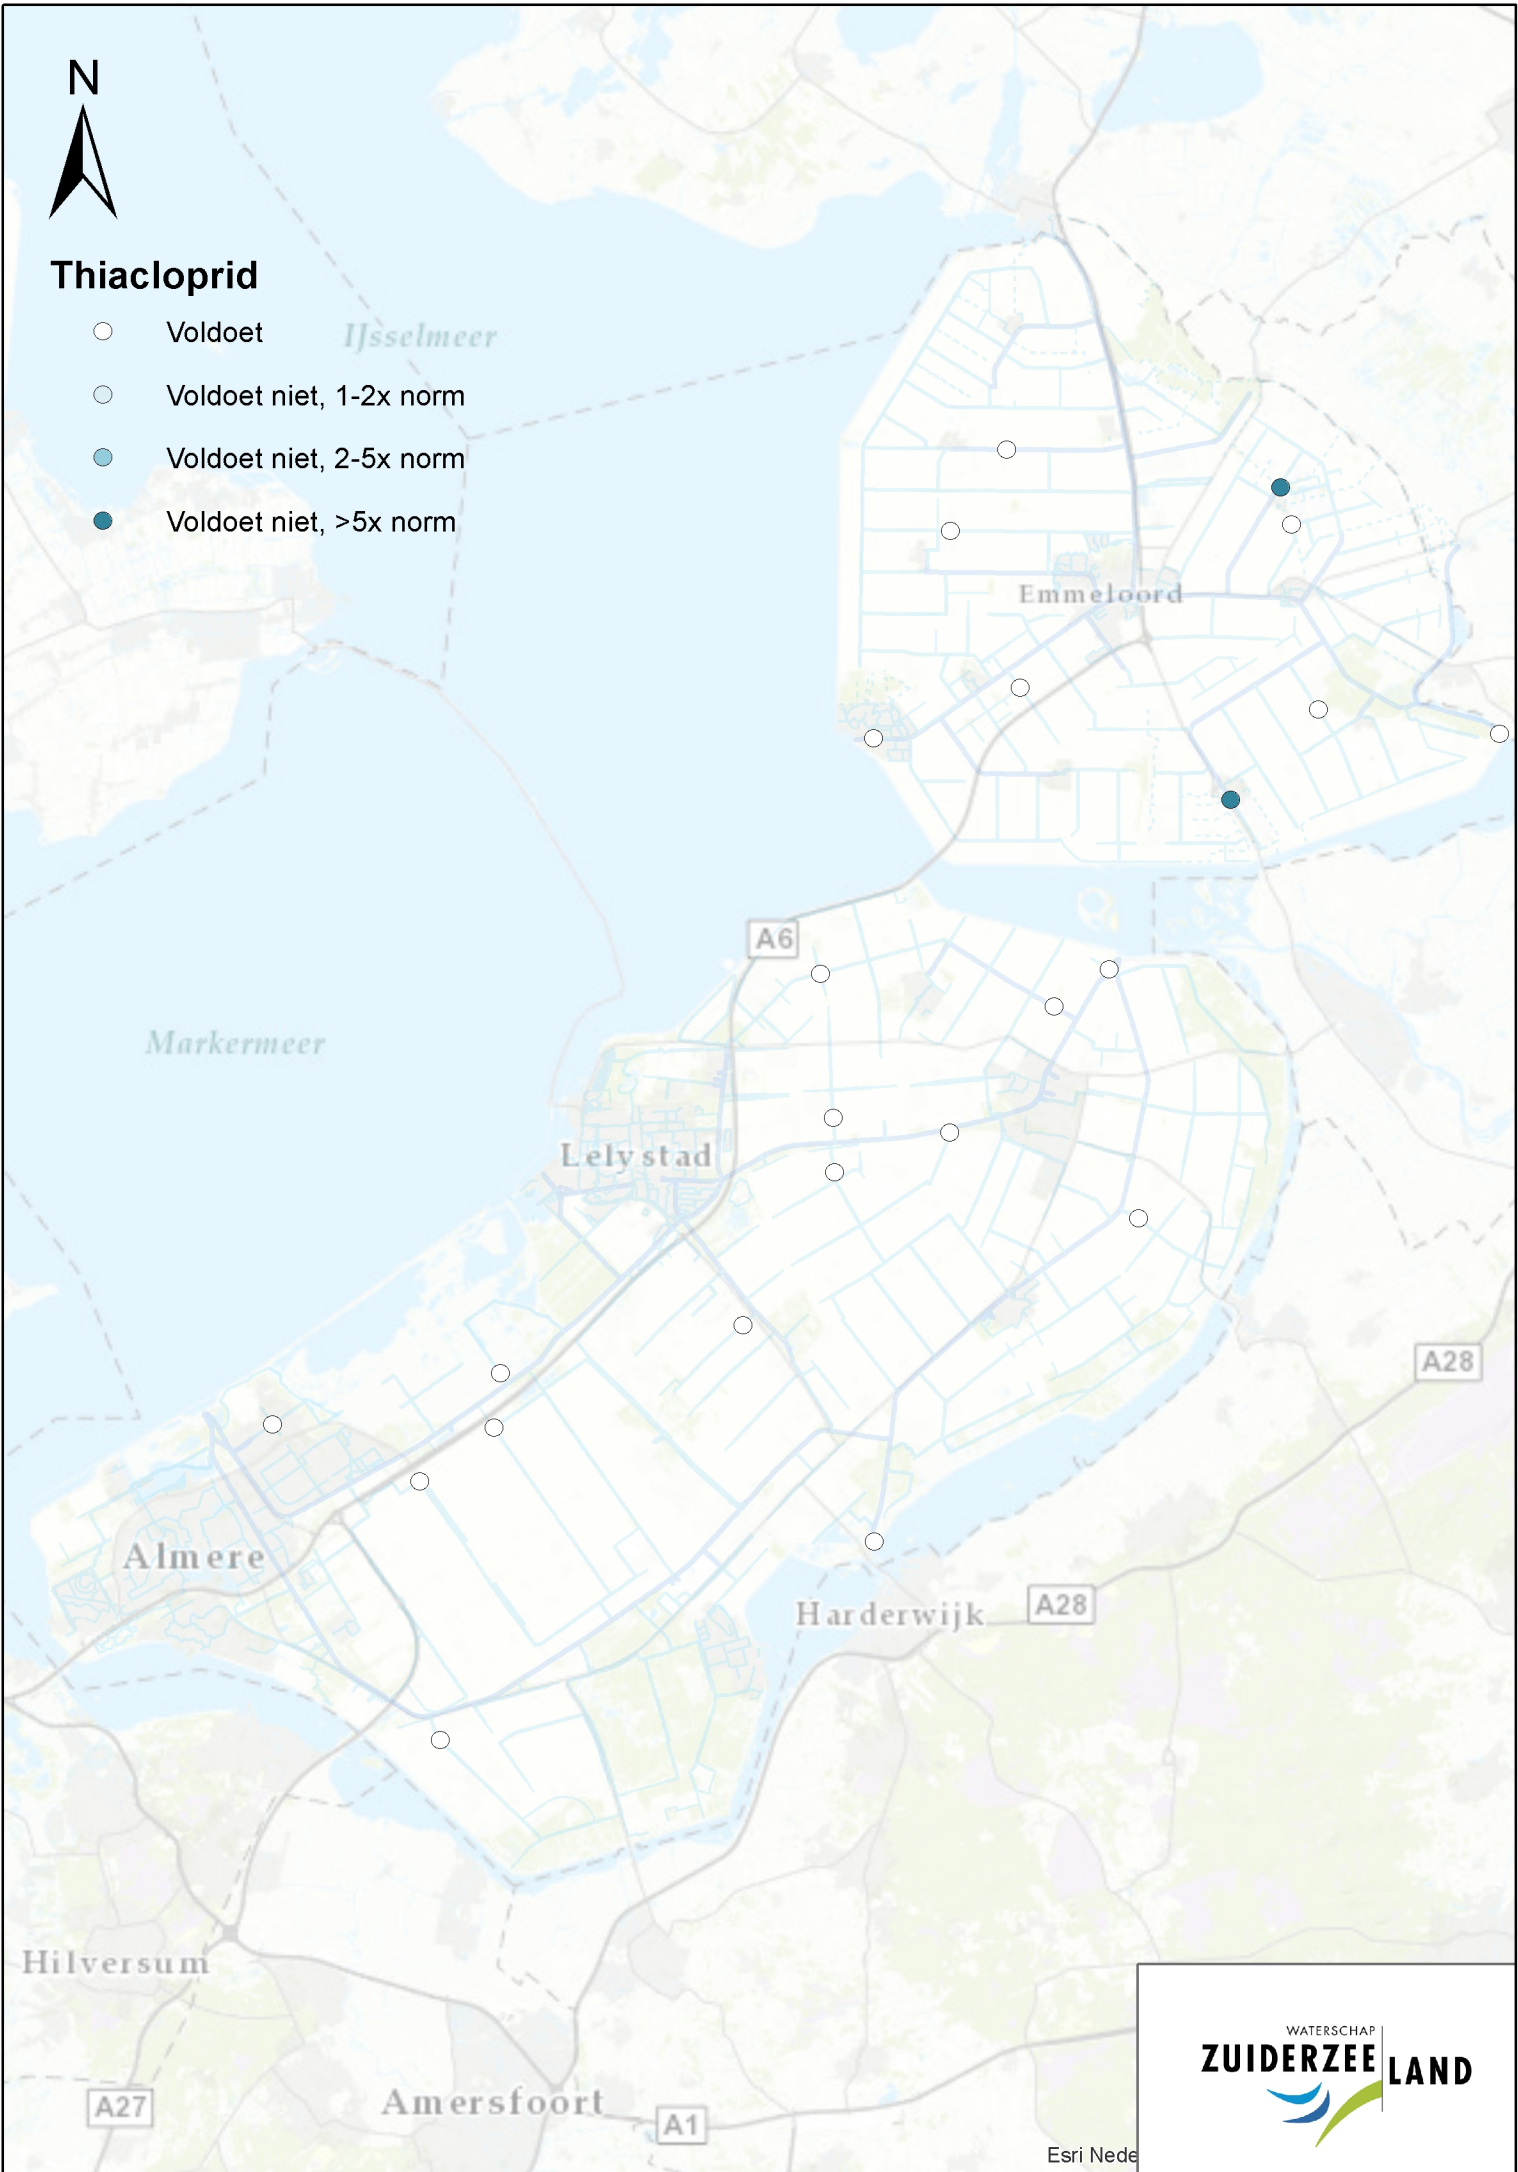 N
Thiacloprid
Voldoet
Voldoet niet, 1-2x norm
Voldoet niet, 2-5x norm
Voldoet niet, >5x norm
IJsselmeer
Emmeloord
A6
Markermeer
Lelystad
A28
Almere
Harderwijk
A28
Hilversum
A27
Amersfoort
A1
Esri Nede
WATERSCHAP
ZUIDERZEE
LAND